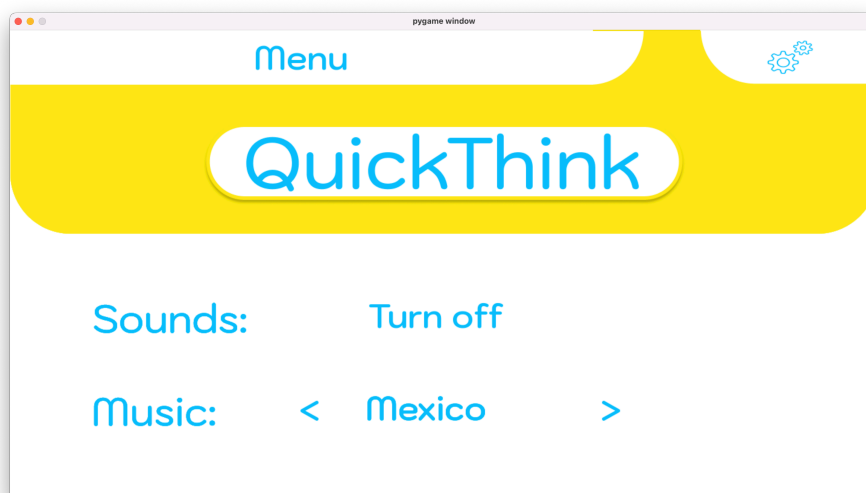 pygame window
Menu
QuickThink
Sounds: Turn off
Music: < Mexico >